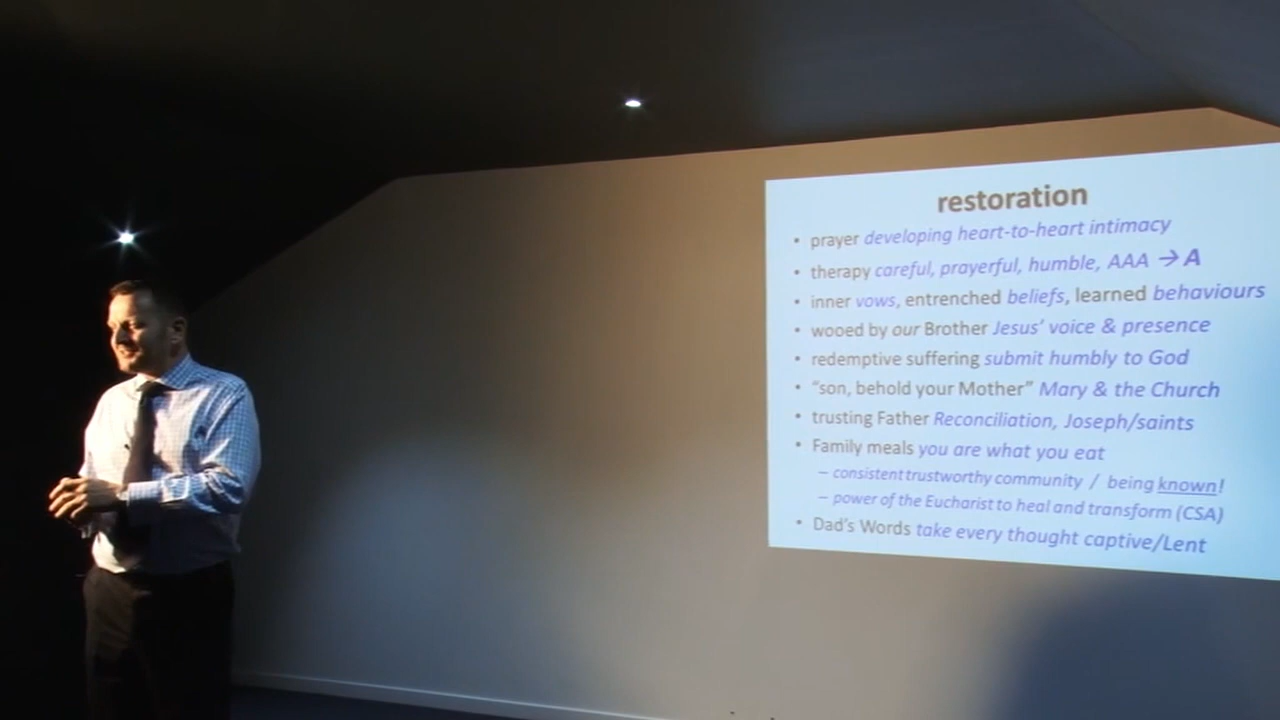 restoration
• prayer developing heart-to-heart intimacy
• therapy careful, prayerful, humble, AAA → A
• inner vows, entrenched beliefs, learned behaviours
• wooed by our Brother Jesus' voice & presence
• redemptive suffering submit humbly to God
• “son, behold your Mother” Mary & the Church
• trusting Father Reconciliation, Joseph/saints
• Family meals you are what you eat
– consistent trustworthy community / being known!
– power of the Eucharist to heal and transform (CSA)
• Dad's Words take every thought captive/Lent